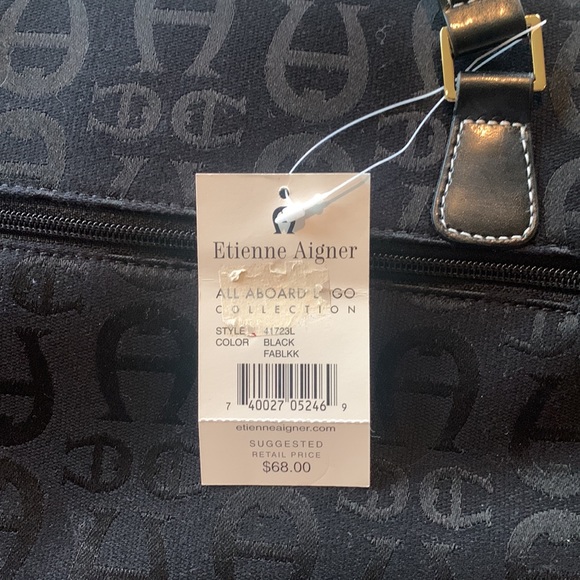 Etienne Aigner
ALL ABOARD LOGO
COLLECTION
STYLE 41723L
COLOR BLACK
FABLKK
7 40027 05246 9
etienneaigner.com
SUGGESTED
RETAIL PRICE
$68.00